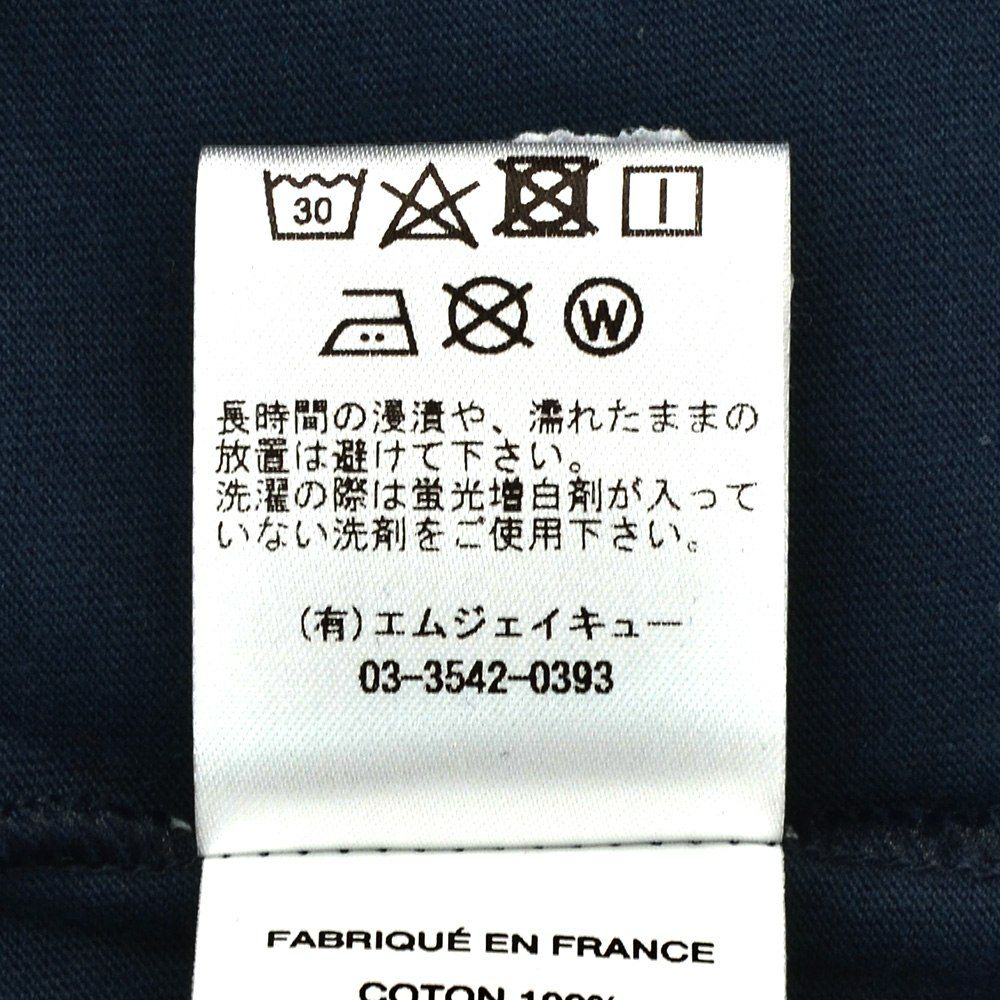 30
W
長時間の浸漬や、濡れたままの
放置は避けて下さい。
洗濯の際は蛍光増白剤が入って
いない洗剤をご使用下さい。
(有)エムジェイキュー
03-3542-0393
FABRIQUÉ EN FRANCE
COTON 100%